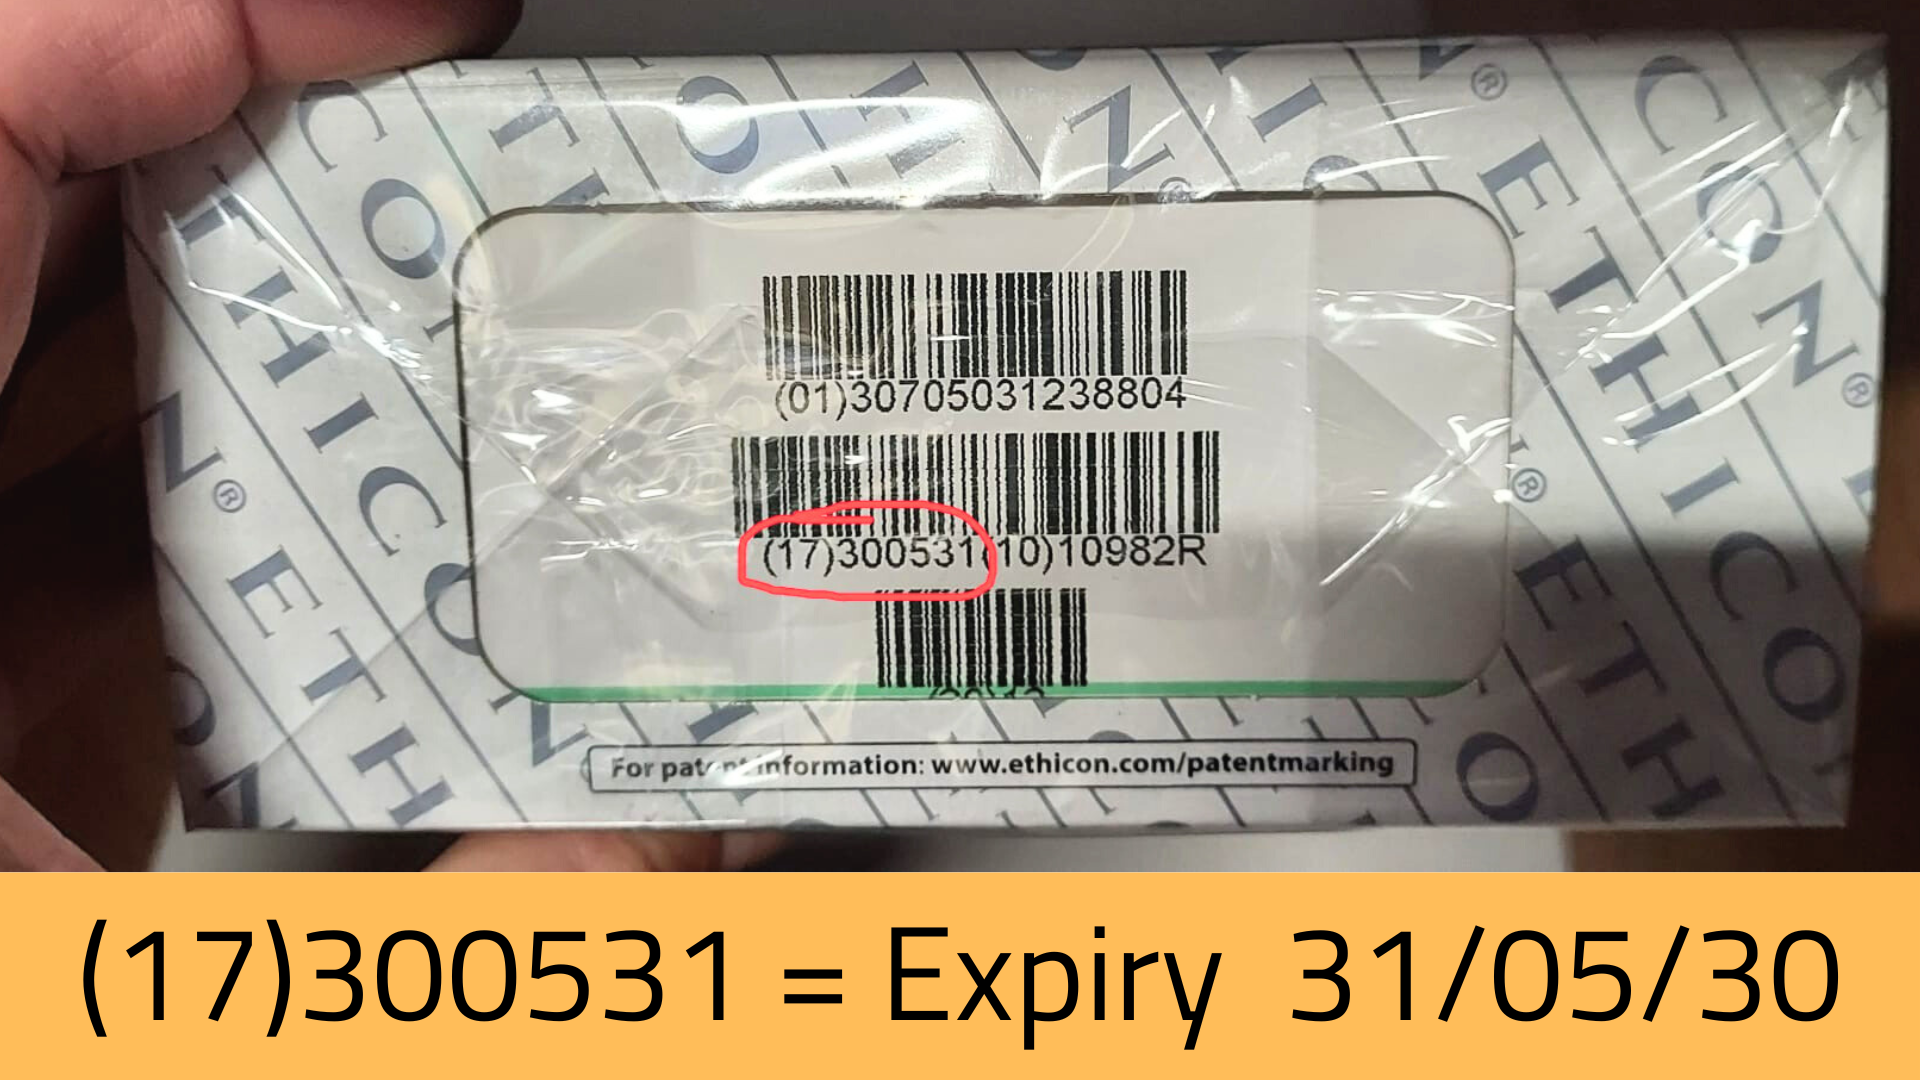 (01)30705031238804
(17)300531(10)10982R
For patent information: www.ethicon.com/patentmarking
ETHICON®
(17)300531 = Expiry 31/05/30